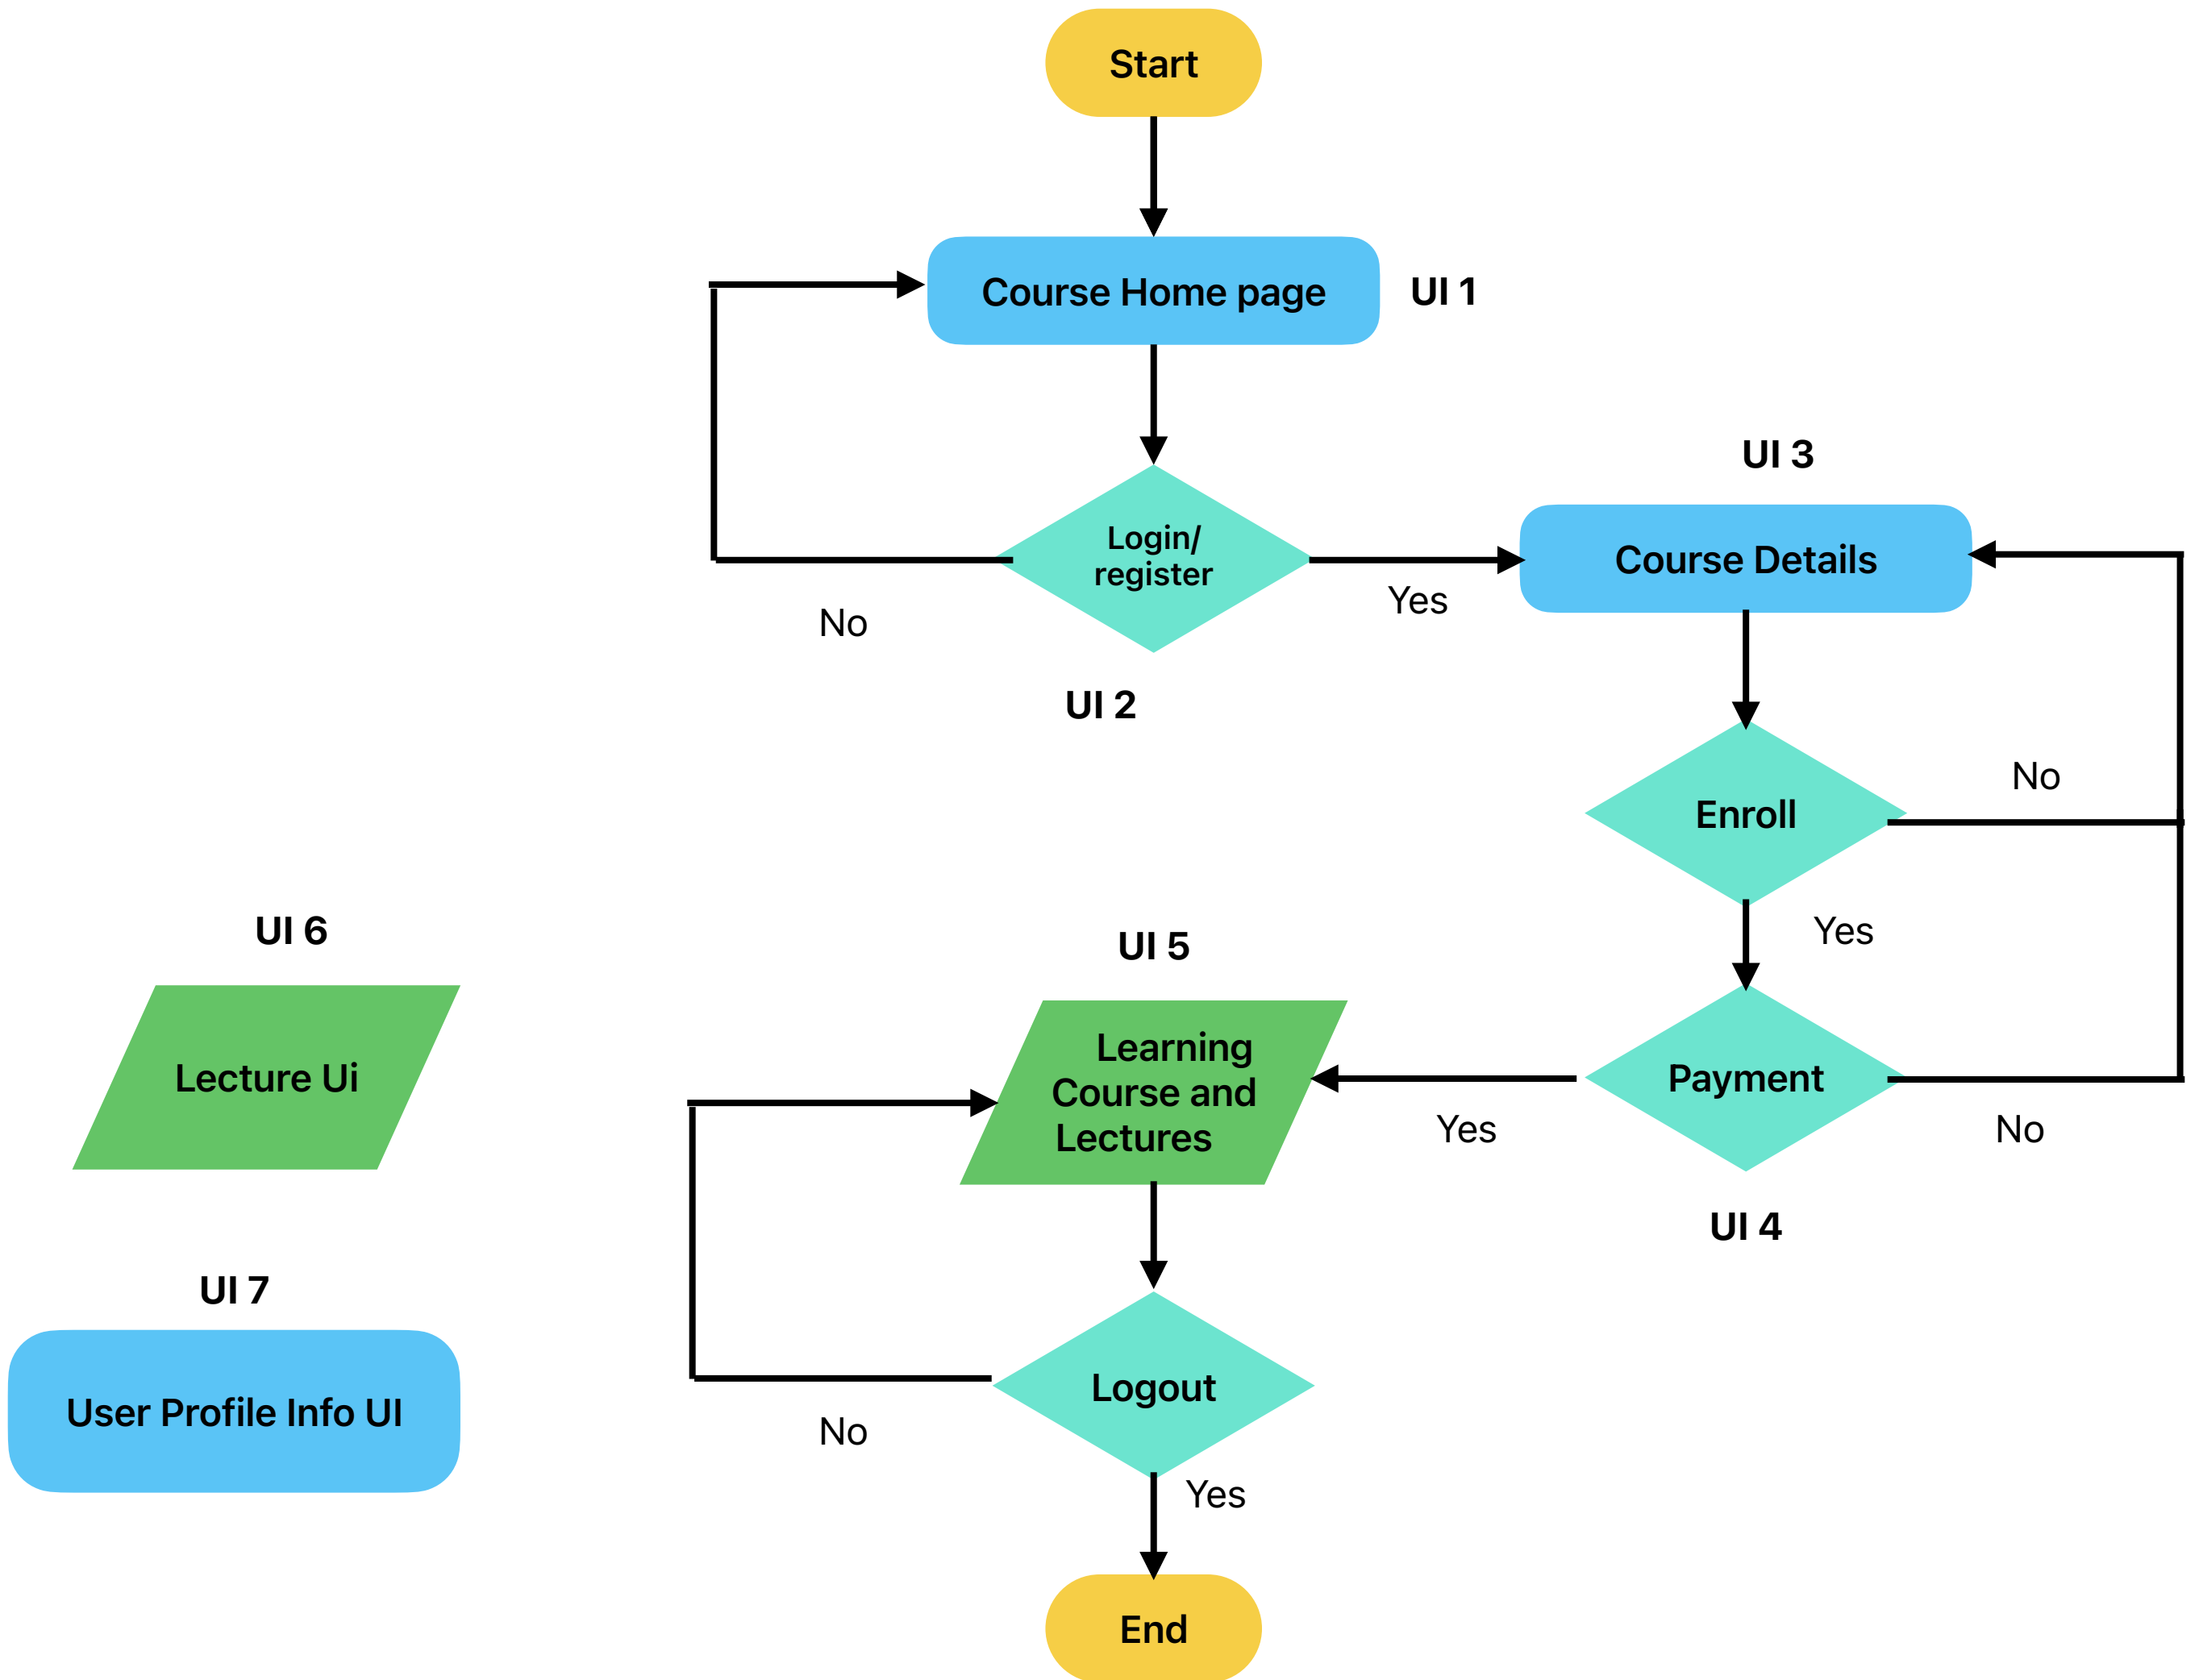 Start
Course Home page
UI 1
UI 3
Login/
register
Course Details
Yes
No
UI 2
No
Enroll
UI 6
UI 5
Yes
Learning
Course and
Lectures
Lecture Ui
Payment
Yes
No
UI 4
UI 7
Logout
User Profile Info UI
No
Yes
End